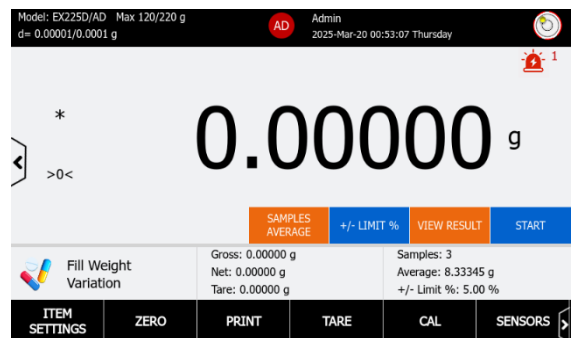 Model: EX225D/AD Max 120/220 g
d= 0.00001/0.0001 g
AD
Admin
2025-Mar-20 00:53:07 Thursday
1
*
0.00000 g
>0<
SAMPLES
AVERAGE
+/- LIMIT %
VIEW RESULT
START
Fill Weight
Variation
Gross: 0.00000 g
Net: 0.00000 g
Tare: 0.00000 g
Samples: 3
Average: 8.33345 g
+/- Limit %: 5.00 %
ITEM
SETTINGS
ZERO
PRINT
TARE
CAL
SENSORS